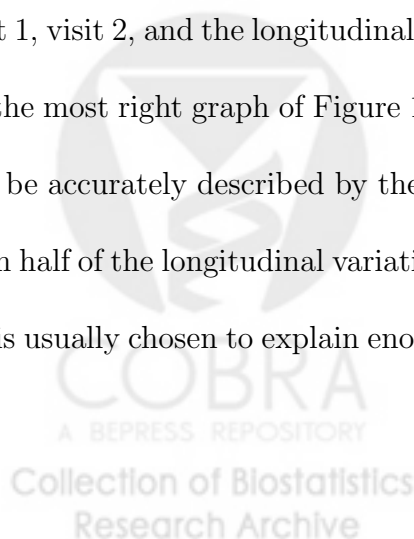 t 1, visit 2, and the longitudinal
the most right graph of Figure 1
be accurately described by the
n half of the longitudinal variati
is usually chosen to explain eno
COBRA
A BEPRESS REPOSITORY
Collection of Biostatistics
Research Archive